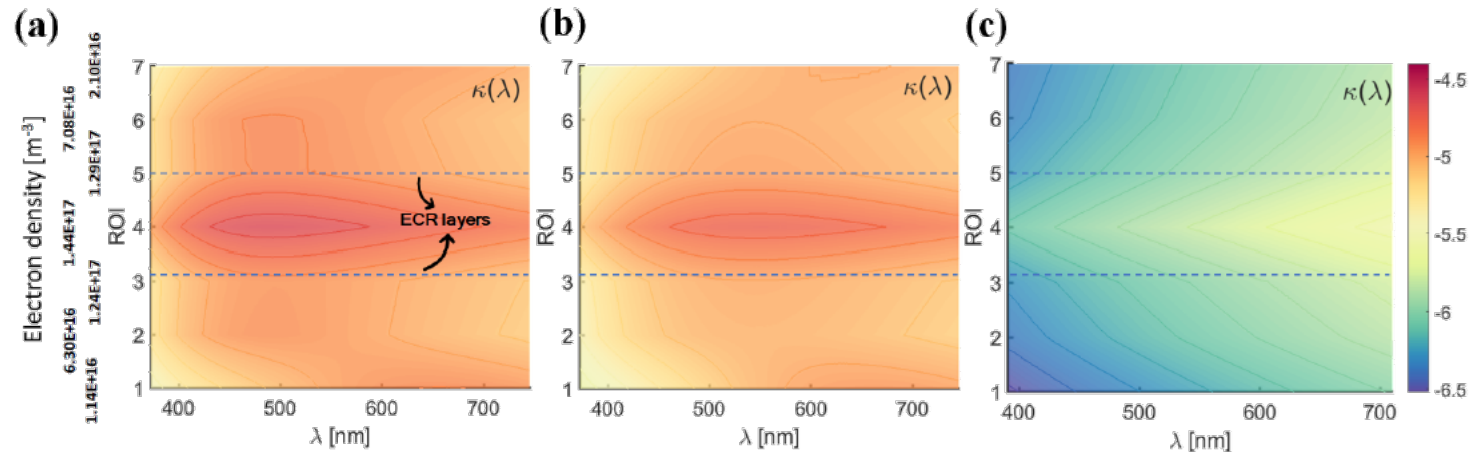 (a)
(b)
(c)
Electron density [m-3]
2.10E+16
7.08E+16
1.29E+17
1.44E+17
1.24E+17
6.30E+16
1.14E+16
ROI
7
6
5
4
3
2
1
κ(λ)
ECR layers
400 500 600 700
λ [nm]
ROI
7
6
5
4
3
2
1
κ(λ)
400 500 600 700
λ [nm]
ROI
7
6
5
4
3
2
1
κ(λ)
400 500 600 700
λ [nm]
-4.5
-5
-5.5
-6
-6.5